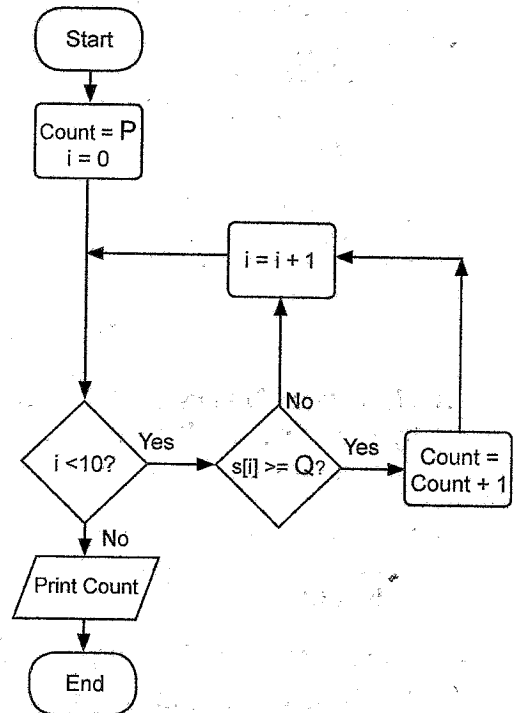 Start
Count = P
i = 0
i = i + 1
No
i <10?
Yes
s[i] >= Q?
Yes
Count =
Count + 1
No
Print Count
End